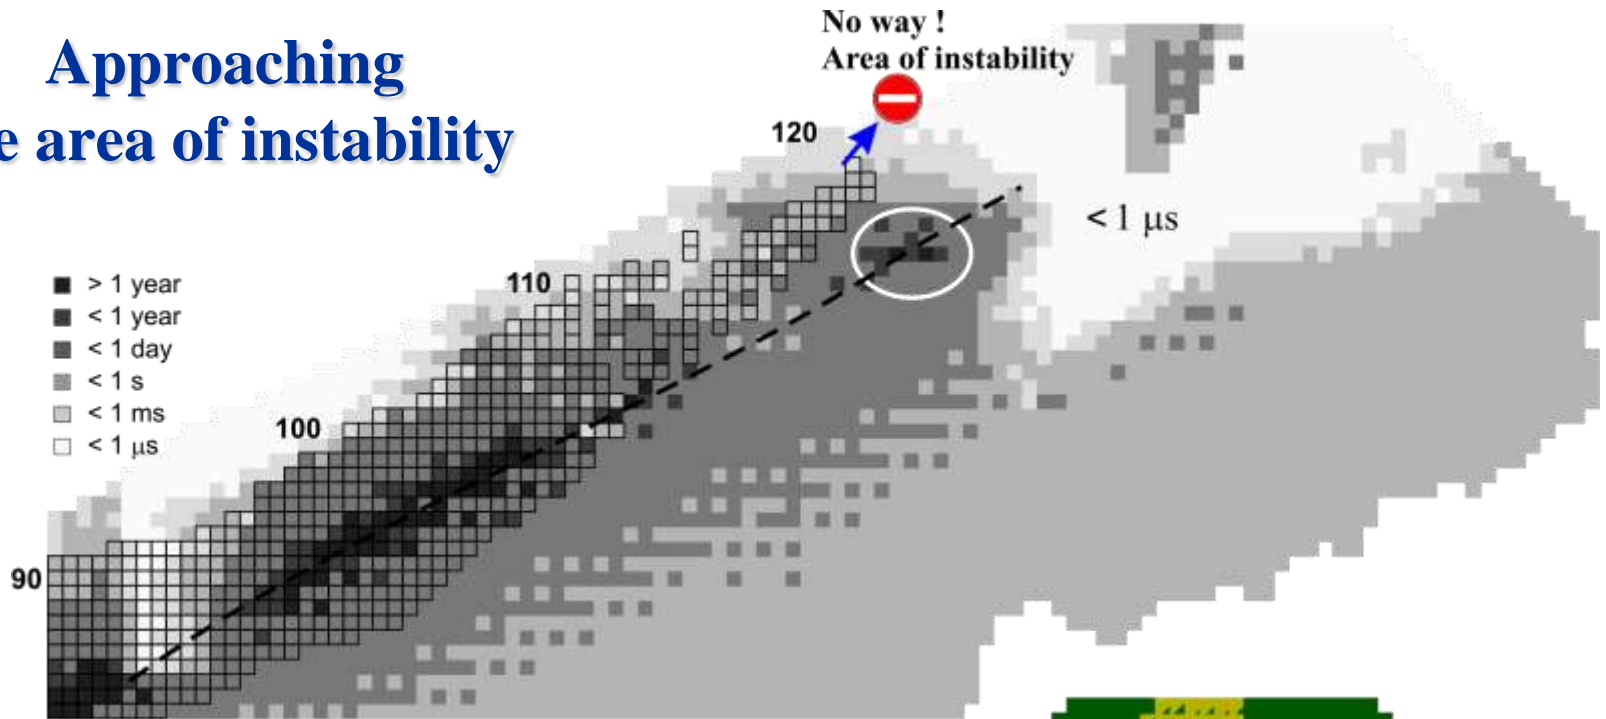 Approaching
e area of instability
No way !
Area of instability
120
110
100
90
< 1 μs
> 1 year
< 1 year
< 1 day
< 1 s
< 1 ms
< 1 μs